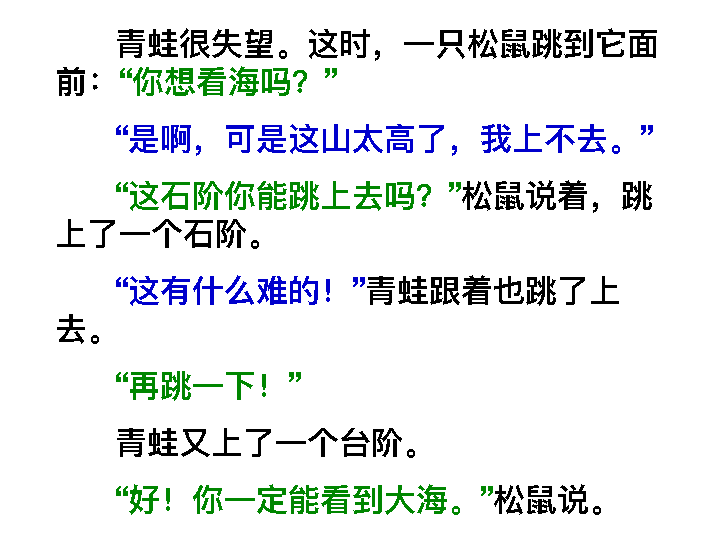 青蛙很失望。这时，一只松鼠跳到它面
前：“你想看海吗？”
“是啊，可是这山太高了，我上不去。”
“这石阶你能跳上去吗？”松鼠说着，跳
上了一个石阶。
“这有什么难的！”青蛙跟着也跳了上
去。
“再跳一下！”
青蛙又上了一个台阶。
“好！你一定能看到大海。”松鼠说。